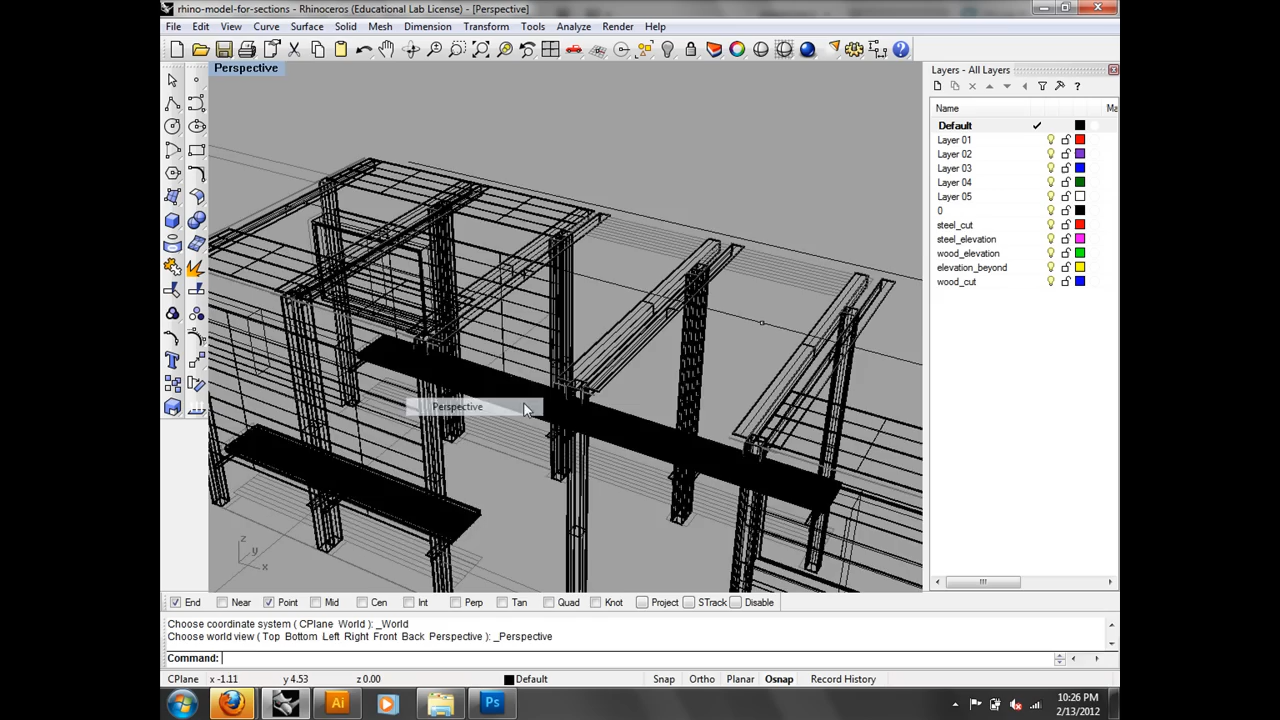 rhino-model-for-sections - Rhinoceros (Educational Lab License) - [Perspective]
File Edit View Curve Surface Solid Mesh Dimension Transform Tools Analyze Render Help
Perspective
Layers - All Layers
Name Ma
Default
Layer 01
Layer 02
Layer 03
Layer 04
Layer 05
0
steel_cut
steel_elevation
wood_elevation
elevation_beyond
wood_cut
Perspective
z
y
x
End Near Point Mid Cen Int Perp Tan Quad Knot Project STrack Disable
Choose coordinate system ( CPlane World ): _World
Choose world view ( Top Bottom Left Right Front Back Perspective ): _Perspective
Command:
CPlane x -1.11 y 4.53 z 0.00 Default Snap Ortho Planar Osnap Record History
Ai
Ps
10:26 PM
2/13/2012